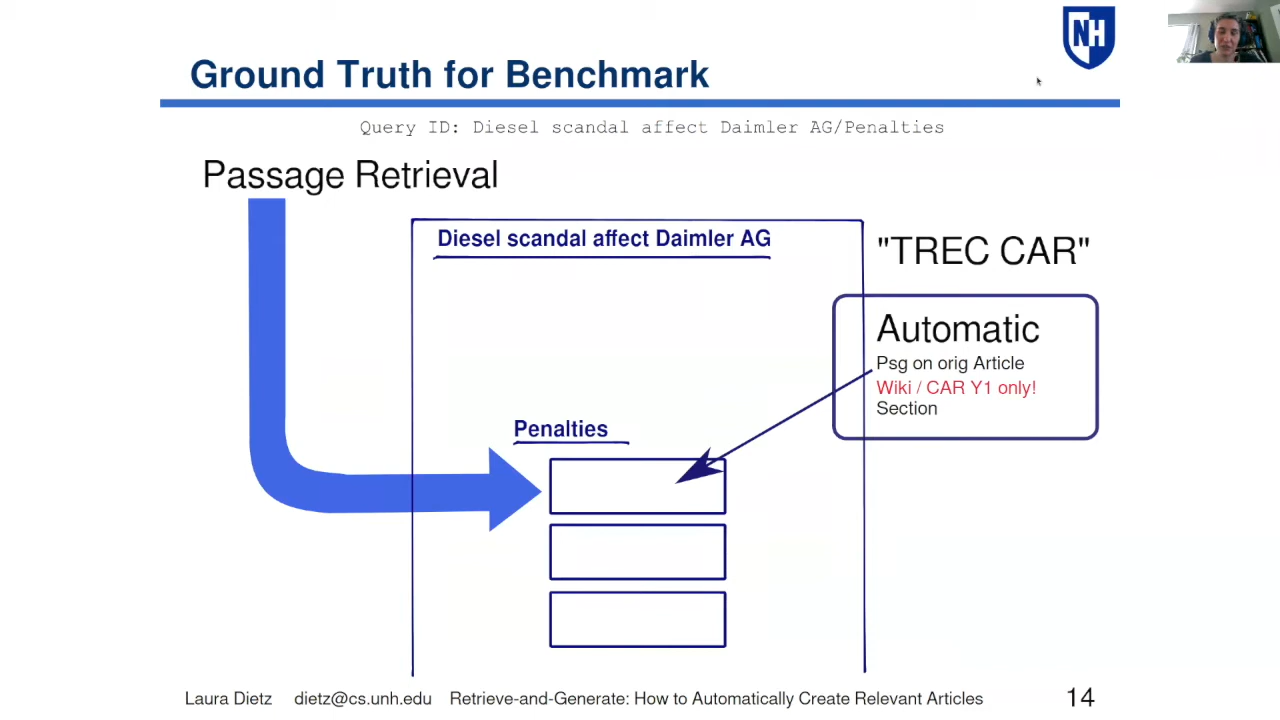 NH
Ground Truth for Benchmark
Query ID: Diesel scandal affect Daimler AG/Penalties
Passage Retrieval
Diesel scandal affect Daimler AG
"TREC CAR"
Automatic
Psg on orig Article
Wiki / CAR Y1 only!
Section
Penalties
Laura Dietz dietz@cs.unh.edu Retrieve-and-Generate: How to Automatically Create Relevant Articles 14